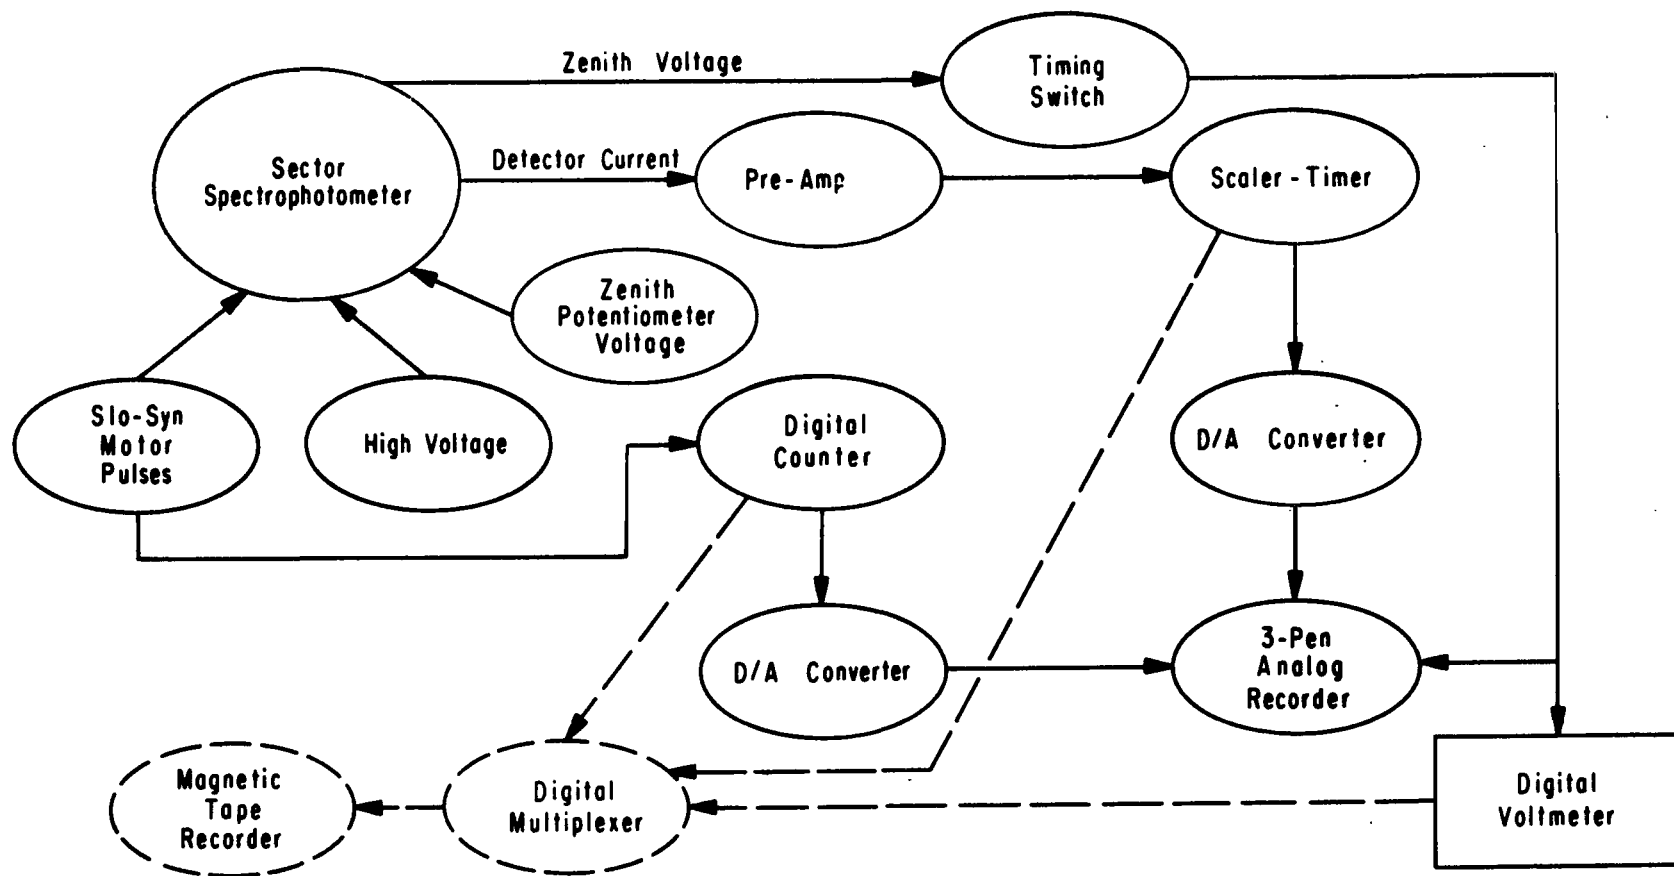 Zenith Voltage
Timing
Switch
Sector
Spectrophotometer
Detector Current
Pre-Amp
Scaler-Timer
Zenith
Potentiometer
Voltage
Slo-Syn
Motor
Pulses
High Voltage
Digital
Counter
D/A Converter
D/A Converter
3-Pen
Analog
Recorder
Magnetic
Tape
Recorder
Digital
Multiplexer
Digital
Voltmeter